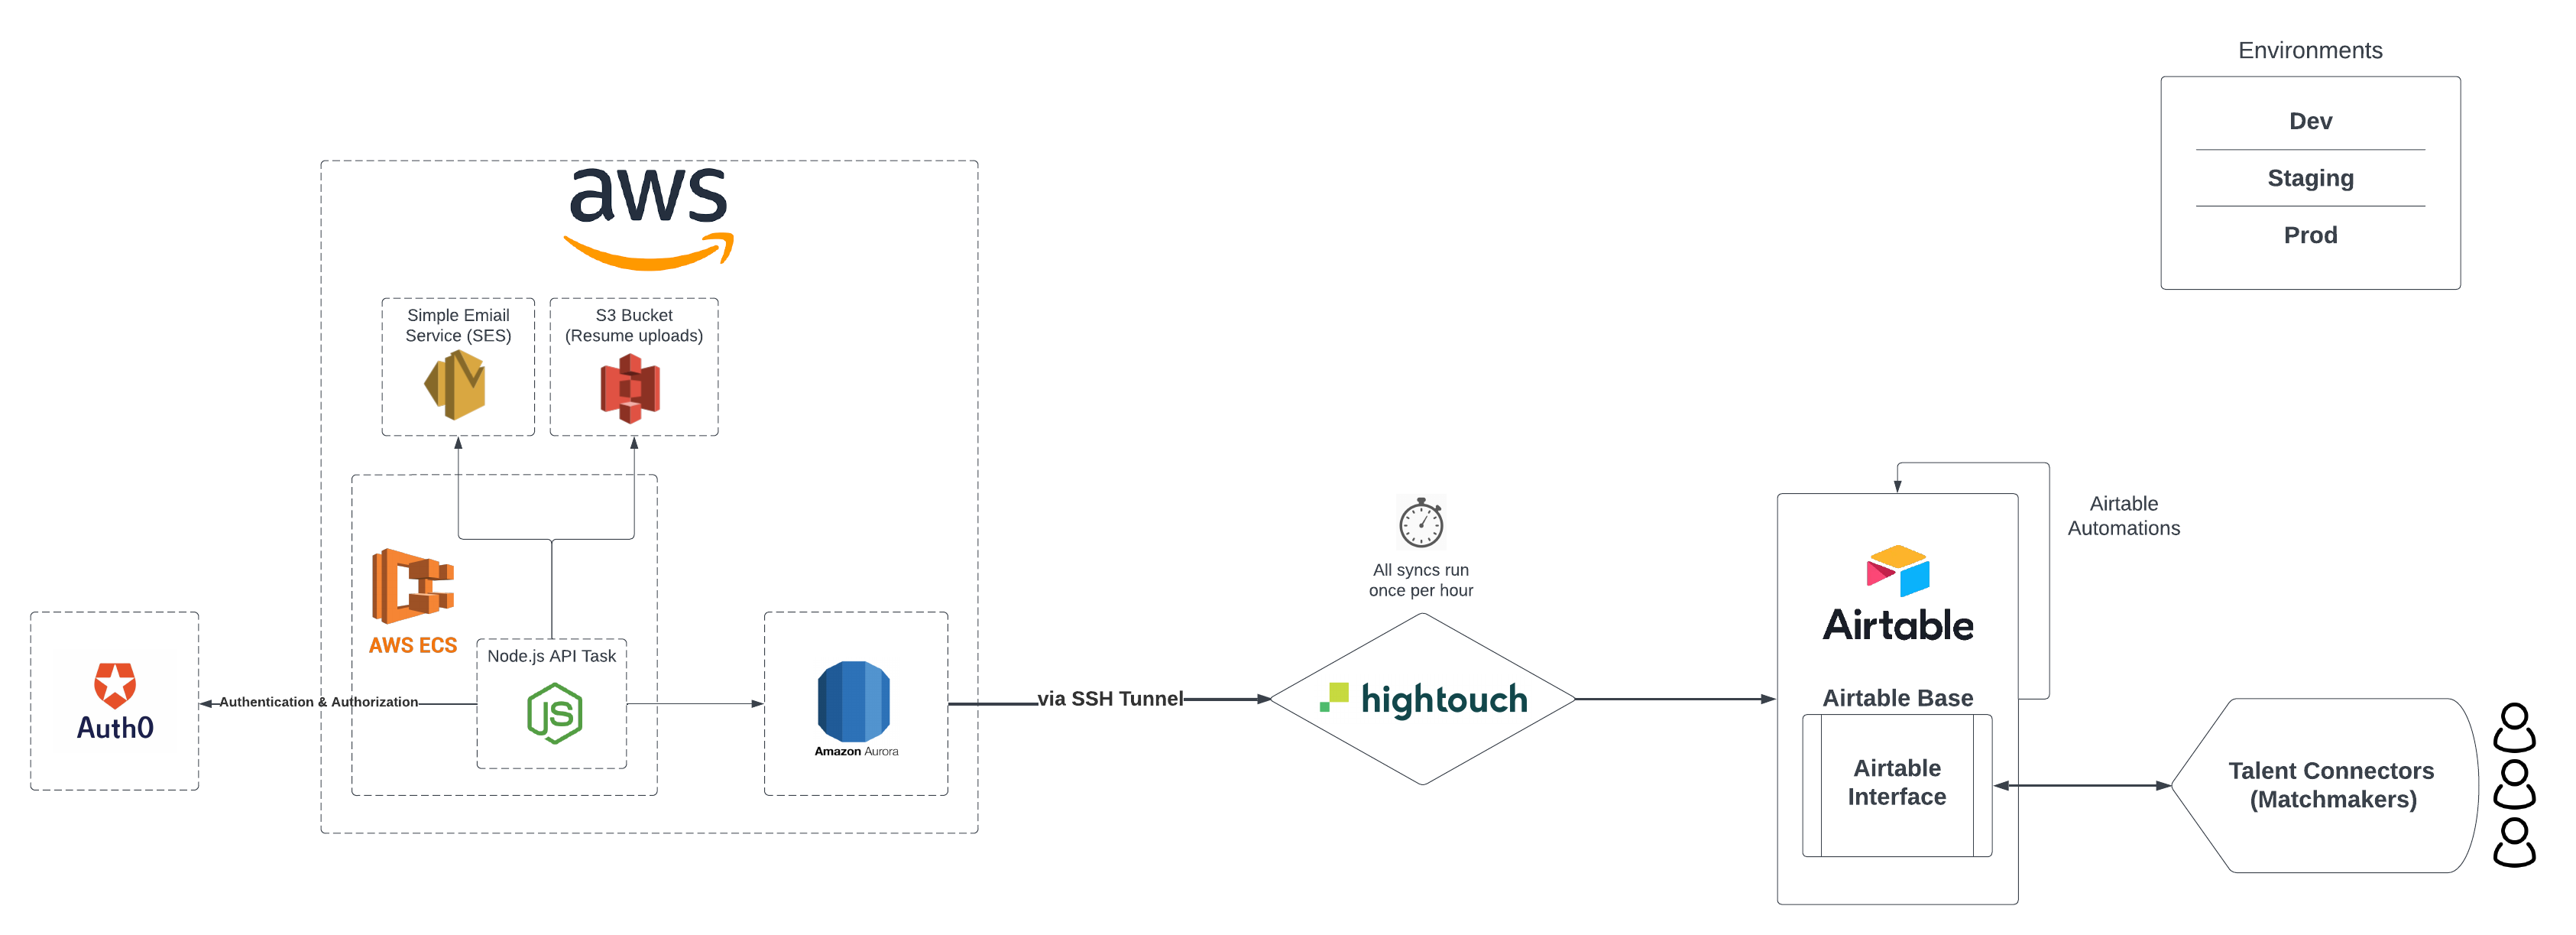 Environments
Dev
Staging
Prod
aws
Simple Emiail
Service (SES)
S3 Bucket
(Resume uploads)
AWS ECS
Node.js API Task
JS
Auth0
Authentication & Authorization
Amazon Aurora
via SSH Tunnel
All syncs run
once per hour
hightouch
Airtable
Automations
Airtable
Airtable Base
Airtable
Interface
Talent Connectors
(Matchmakers)